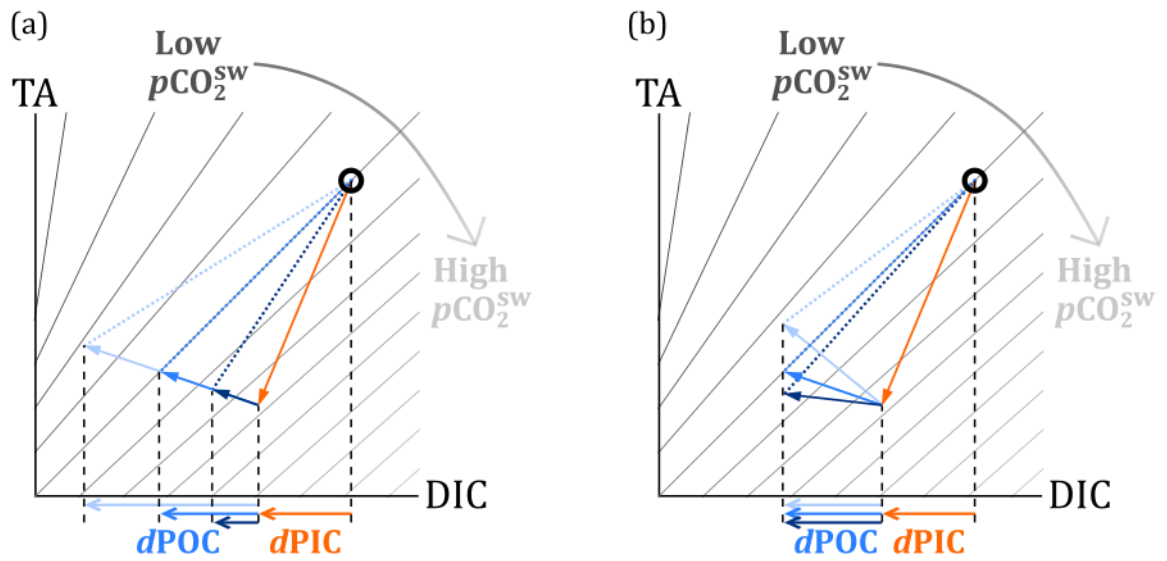 (a)
Low
pCO₂ˢʷ
TA
High
pCO₂ˢʷ
DIC
dPOC dPIC
(b)
Low
pCO₂ˢʷ
TA
High
pCO₂ˢʷ
DIC
dPOC dPIC